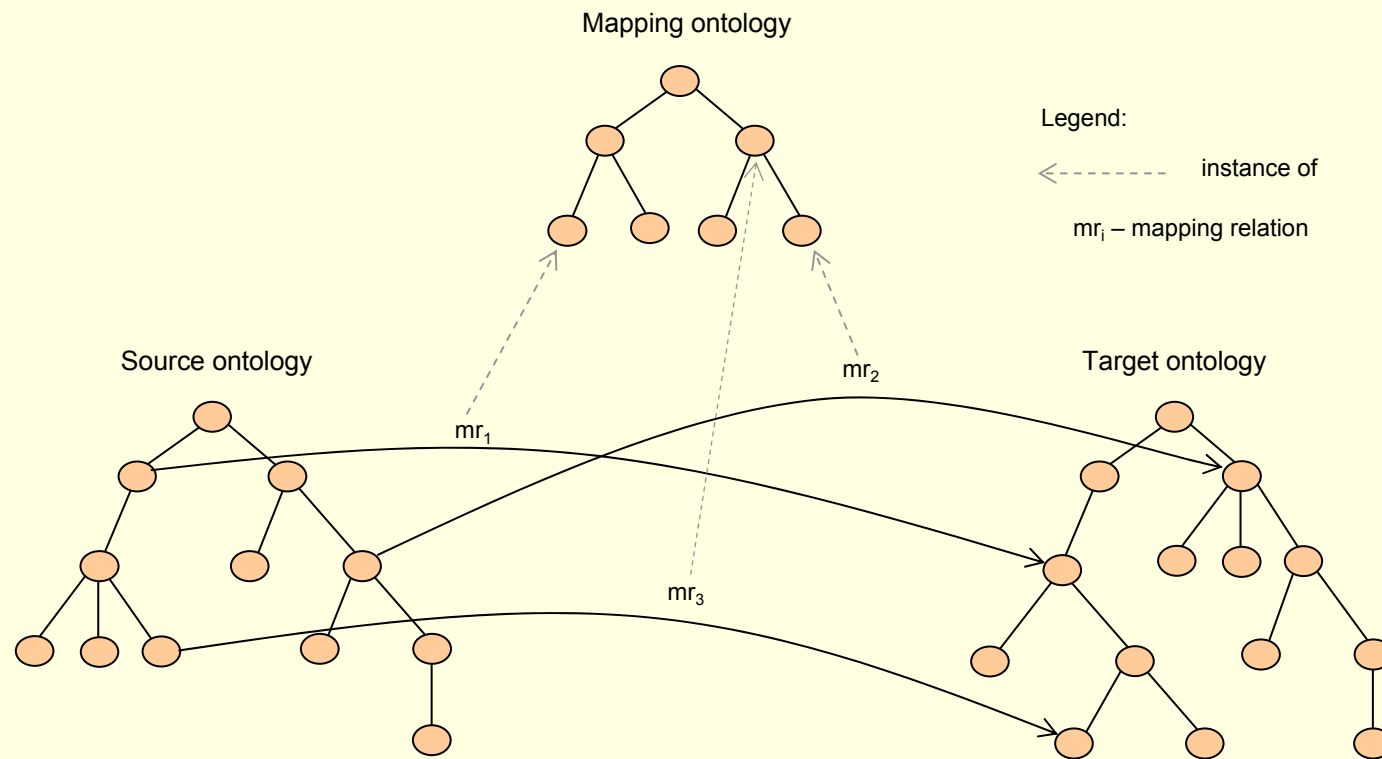 Mapping ontology
Legend:
instance of
mrᵢ – mapping relation
Source ontology
Target ontology
mr₂
mr₁
mr₃